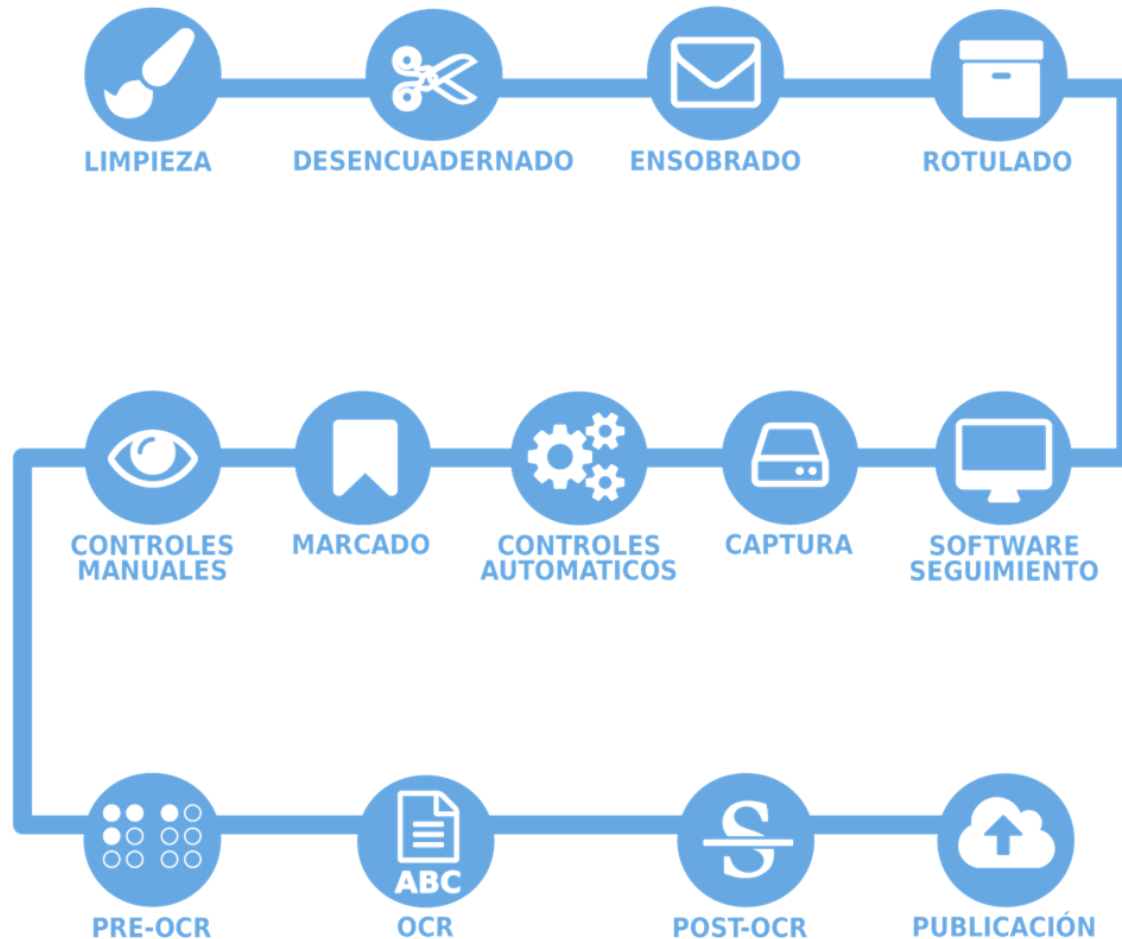 LIMPIEZA
DESENCUADERNADO
ENSOBRADO
ROTULADO
SOFTWARE
SEGUIMIENTO
CAPTURA
CONTROLES
AUTOMATICOS
MARCADO
CONTROLES
MANUALES
PRE-OCR
ABC
OCR
S
POST-OCR
PUBLICACIÓN